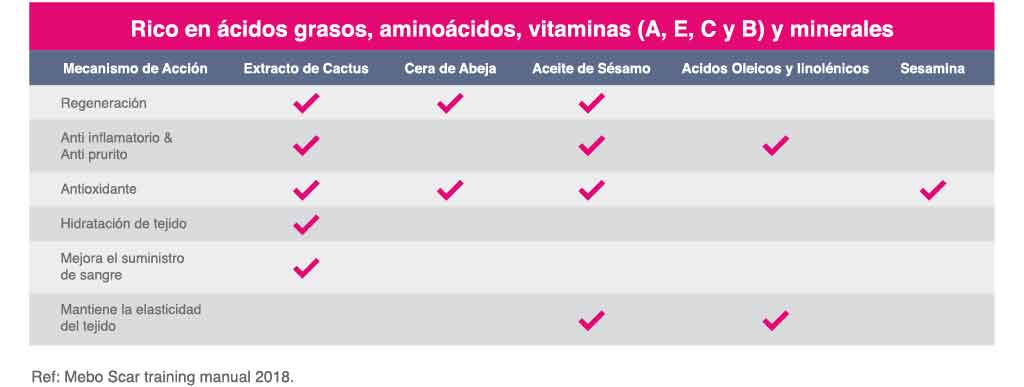 Rico en ácidos grasos, aminoácidos, vitaminas (A, E, C y B) y minerales
Mecanismo de Acción Extracto de Cactus Cera de Abeja Aceite de Sésamo Acidos Oleicos y linolénicos Sesamina
Regeneración
Anti inflamatorio &
Anti prurito
Antioxidante
Hidratación de tejido
Mejora el suministro
de sangre
Mantiene la elasticidad
del tejido
Ref: Mebo Scar training manual 2018.